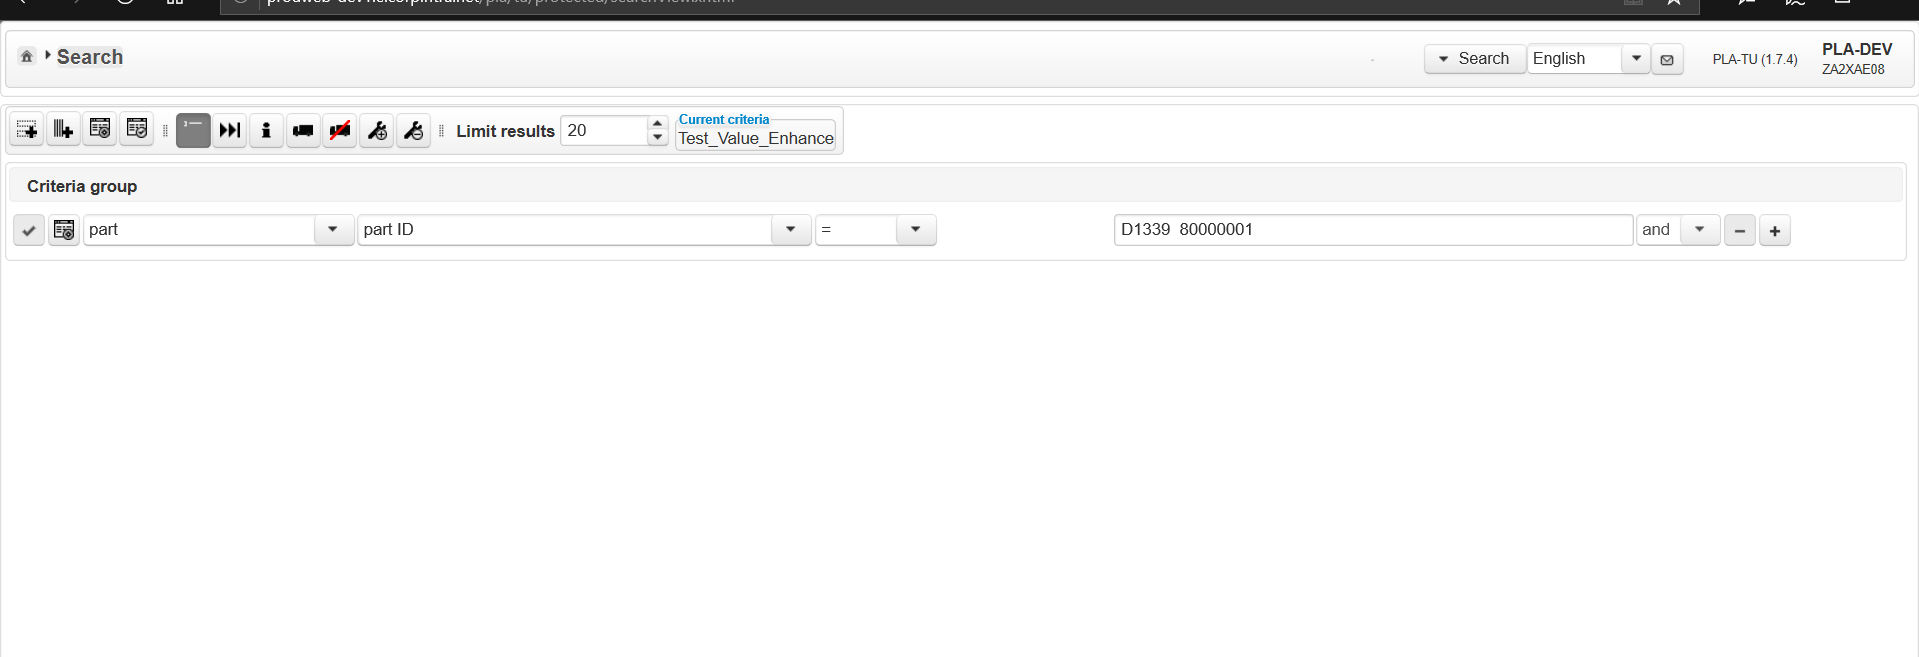 Search
Search
English
PLA-TU (1.7.4)
PLA-DEV
ZA2XAE08
Limit results
20
Current criteria
Test_Value_Enhance
Criteria group
part
part ID
=
D1339  80000001
and